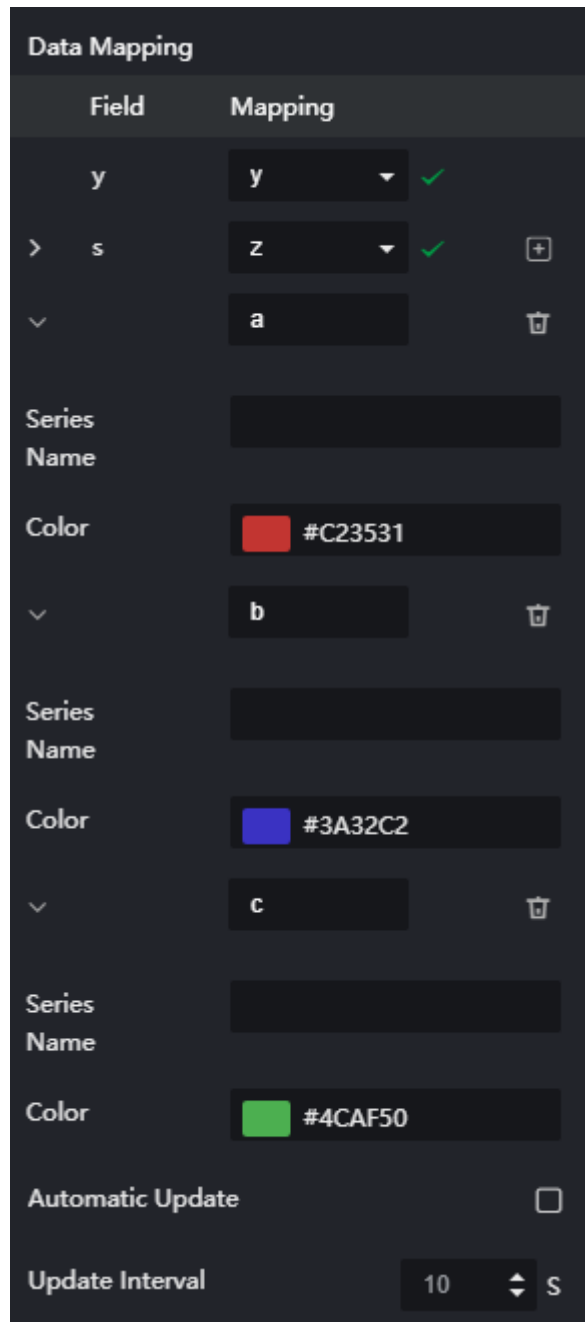 Data Mapping
Field Mapping
y y
s z
a
Series
Name
Color #C23531
b
Series
Name
Color #3A32C2
c
Series
Name
Color #4CAF50
Automatic Update
Update Interval 10 S